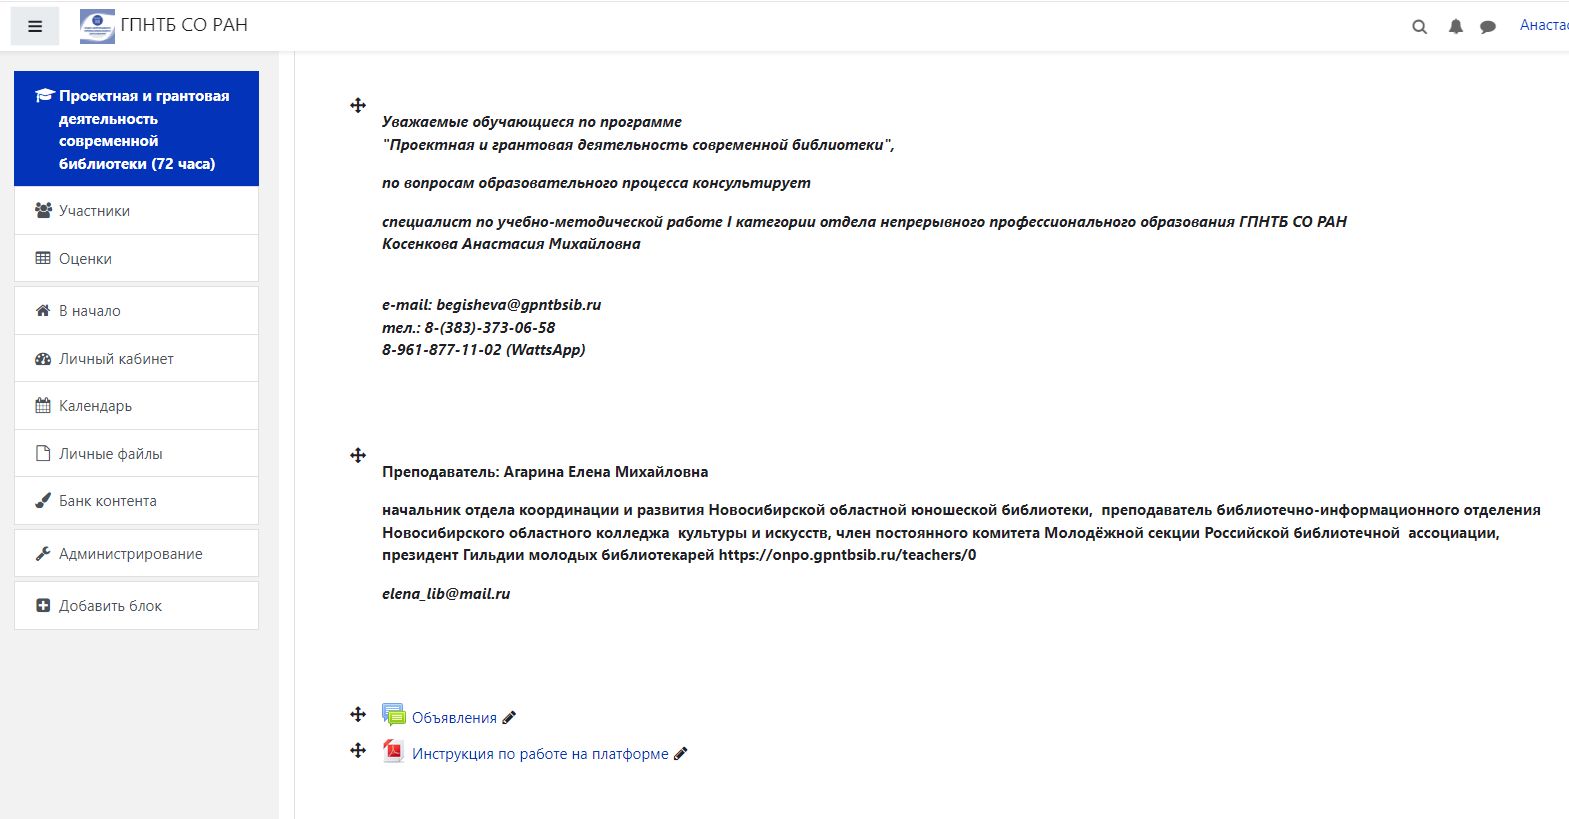 ГПНТБ СО РАН
Проектная и грантовая
деятельность
современной
библиотеки (72 часа)
Участники
Оценки
В начало
Личный кабинет
Календарь
Личные файлы
Банк контента
Администрирование
Добавить блок
Уважаемые обучающиеся по программе
"Проектная и грантовая деятельность современной библиотеки",
по вопросам образовательного процесса консультирует
специалист по учебно-методической работе I категории отдела непрерывного профессионального образования ГПНТБ СО РАН
Косенкова Анастасия Михайловна
e-mail: begisheva@gpntbsib.ru
тел.: 8-(383)-373-06-58
8-961-877-11-02 (WattsApp)
Преподаватель: Агарина Елена Михайловна
начальник отдела координации и развития Новосибирской областной юношеской библиотеки, преподаватель библиотечно-информационного отделения
Новосибирского областного колледжа культуры и искусств, член постоянного комитета Молодёжной секции Российской библиотечной ассоциации,
президент Гильдии молодых библиотекарей https://onpo.gpntbsib.ru/teachers/0
elena_lib@mail.ru
Объявления
Инструкция по работе на платформе